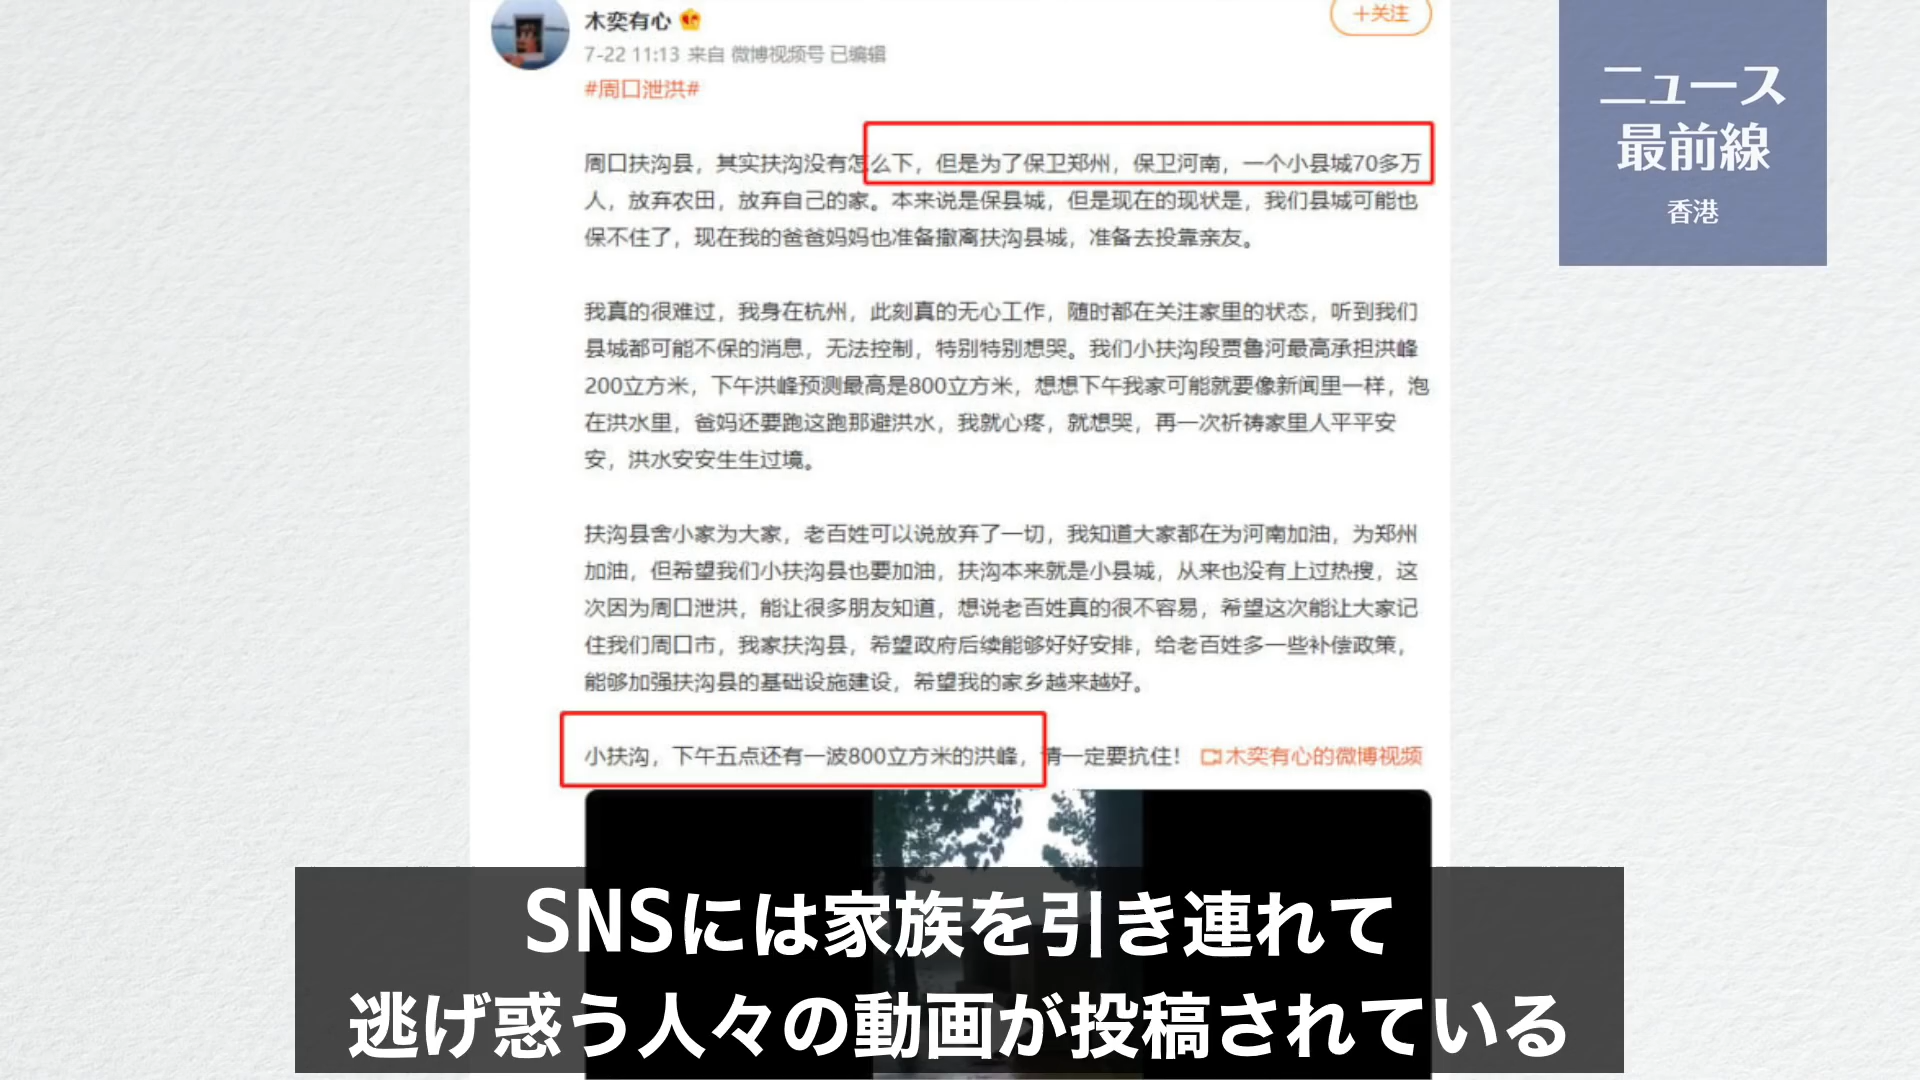 木奕有心
+关注
7-22 11:13 来自 微博视频号 已编辑
#周口泄洪#
周口扶沟县，其实扶沟没有怎么下，但是为了保卫郑州，保卫河南，一个小县城70多万
人，放弃农田，放弃自己的家。本来说是保县城，但是现在的现状是，我们县城可能也
保不住了，现在我的爸爸妈妈也准备撤离扶沟县城，准备去投靠亲友。
我真的很难过，我身在杭州，此刻真的无心工作，随时都在关注家里的状态，听到我们
县城都可能不保的消息，无法控制，特别特别想哭。我们小扶沟段贾鲁河最高承担洪峰
200立方米，下午洪峰预测最高是800立方米，想想下午我家可能就要像新闻里一样，泡
在洪水里，爸妈还要跑这跑那避洪水，我就心疼，就想哭，再一次祈祷家里人平平安
安，洪水安安生生过境。
扶沟县舍小家为大家，老百姓可以说放弃了一切，我知道大家都在为河南加油，为郑州
加油，但希望我们小扶沟县也要加油，扶沟本来就是小县城，从来也没有上过热搜，这
次因为周口泄洪，能让很多朋友知道，想说老百姓真的很不容易，希望这次能让大家记
住我们周口市，我家扶沟县，希望政府后续能够好好安排，给老百姓多一些补偿政策，
能够加强扶沟县的基础设施建设，希望我的家乡越来越好。
小扶沟，下午五点还有一波800立方米的洪峰，请一定要抗住！ 木奕有心的微博视频
ニュース
最前線
香港
SNSには家族を引き連れて
逃げ惑う人々の動画が投稿されている